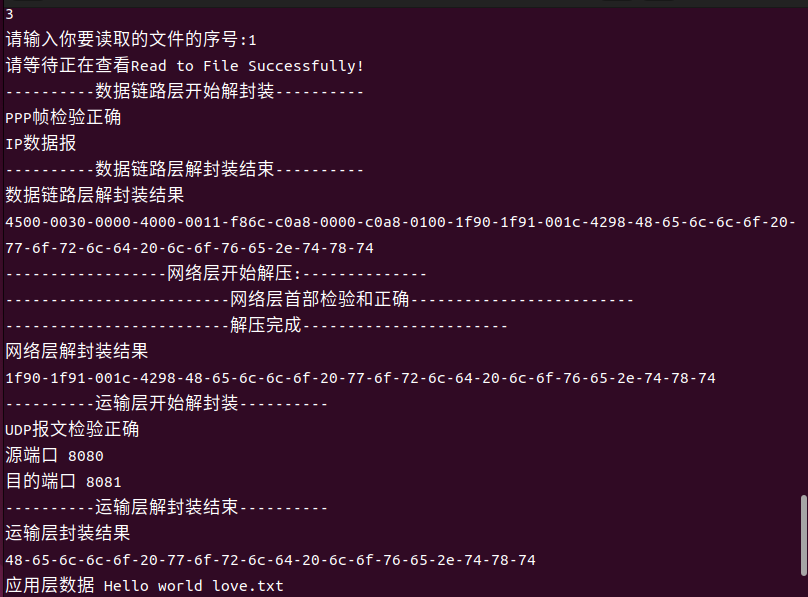 3
请输入你要读取的文件的序号:1
请等待正在查看Read to File Successfully!
----------数据链路层开始解封装----------
PPP帧检验正确
IP数据报
----------数据链路层解封装结束----------
数据链路层解封装结果
4500-0030-0000-4000-0011-f86c-c0a8-0000-c0a8-0100-1f90-1f91-001c-4298-48-65-6c-6c-6f-20-
77-6f-72-6c-64-20-6c-6f-76-65-2e-74-78-74
------------------网络层开始解压:--------------
-------------------------网络层首部检验和正确-------------------------
-------------------------解压完成-----------------------
网络层解封装结果
1f90-1f91-001c-4298-48-65-6c-6c-6f-20-77-6f-72-6c-64-20-6c-6f-76-65-2e-74-78-74
----------运输层开始解封装----------
UDP报文检验正确
源端口 8080
目的端口 8081
----------运输层解封装结束----------
运输层封装结果
48-65-6c-6c-6f-20-77-6f-72-6c-64-20-6c-6f-76-65-2e-74-78-74
应用层数据 Hello world love.txt